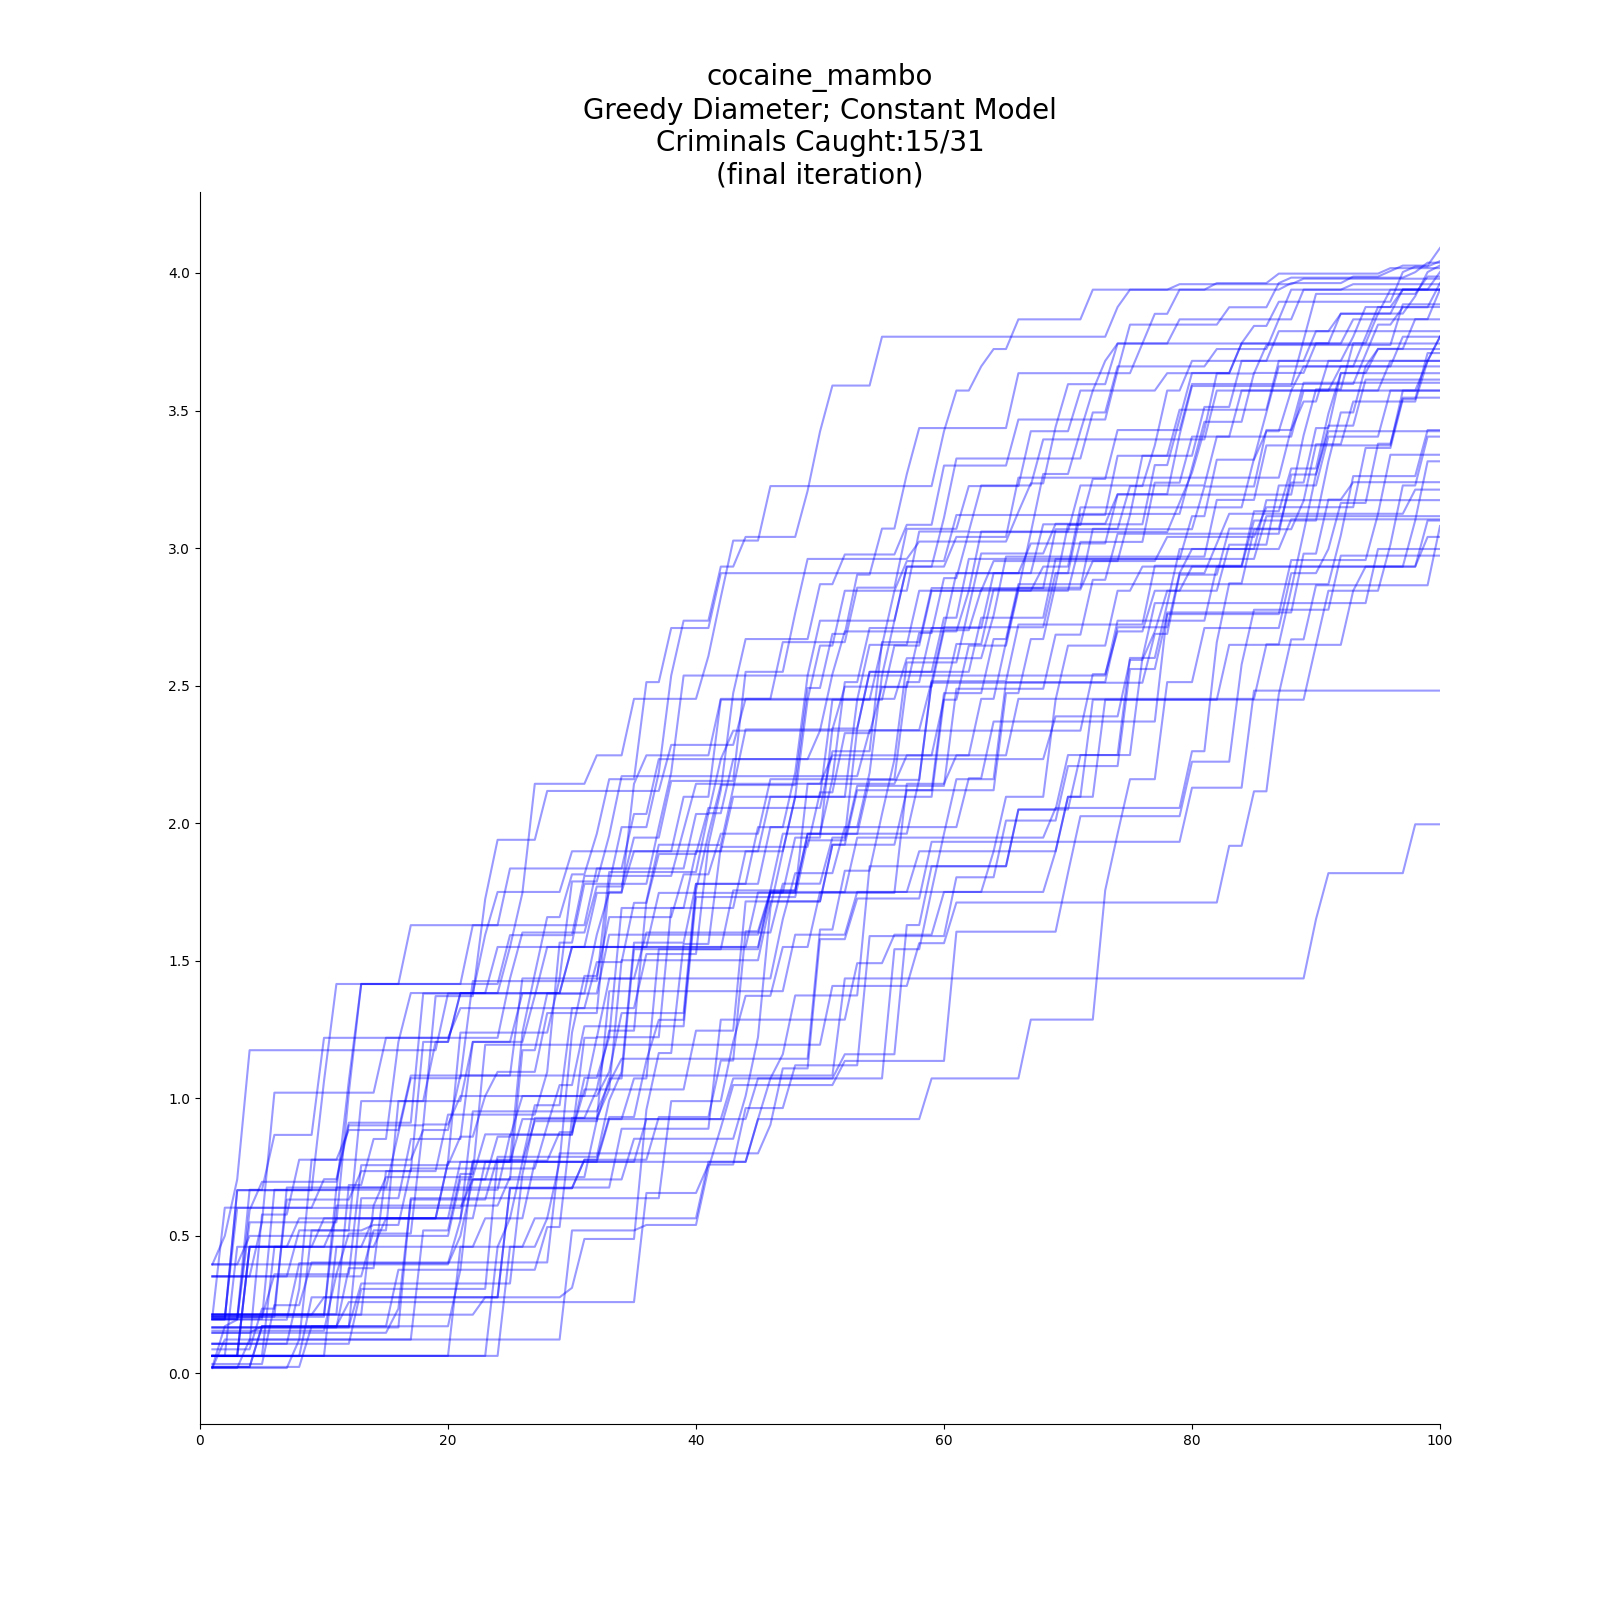 cocaine_mambo
Greedy Diameter; Constant Model
Criminals Caught:15/31
(final iteration)
4.0
3.5
3.0
2.5
2.0
1.5
1.0
0.5
0.0
0 20 40 60 80 100